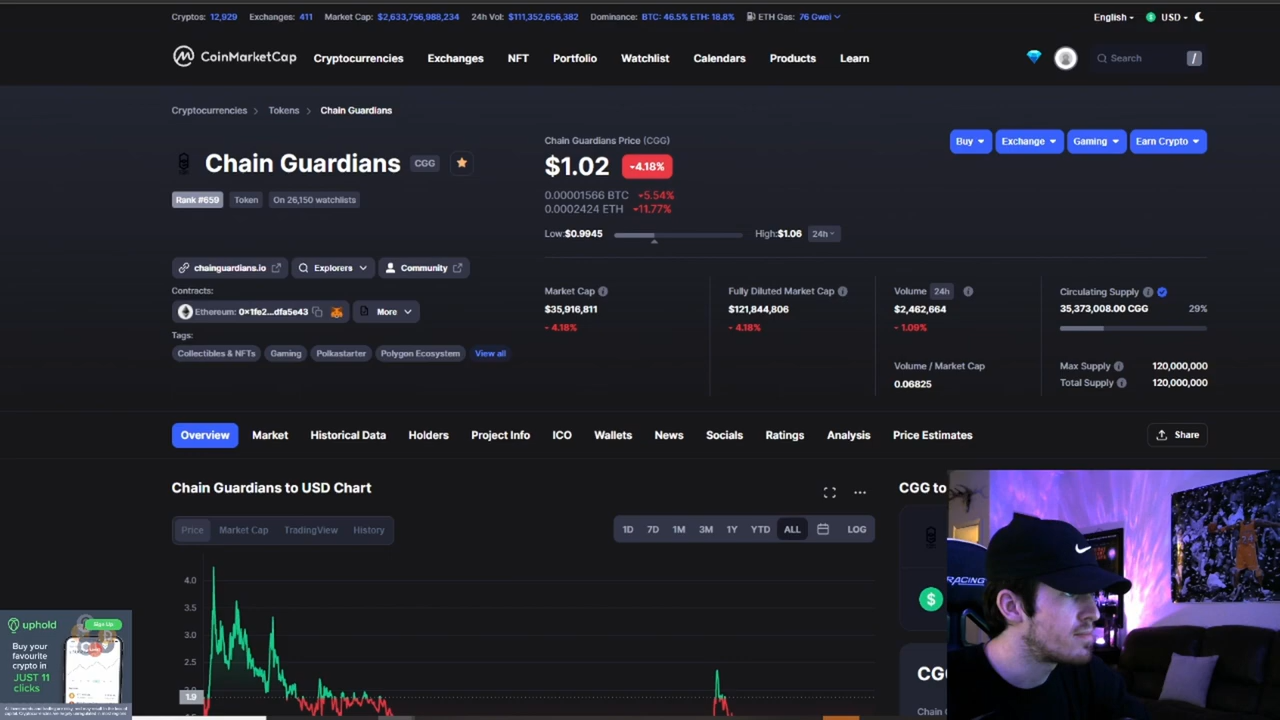 Cryptos: 12,929 Exchanges: 411 Market Cap: $2,633,756,988,234 24h Vol: $111,352,656,382 Dominance: BTC: 46.5% ETH: 18.8% ETH Gas: 76 Gwei English USD
CoinMarketCap Cryptocurrencies Exchanges NFT Portfolio Watchlist Calendars Products Learn Search /
Cryptocurrencies Tokens Chain Guardians
Chain Guardians CGG
Rank #659 Token On 26,150 watchlists
chainguardians.io Explorers Community
Contracts:
Ethereum: 0x1fe2...dfa5e43 More
Tags:
Collectibles & NFTs Gaming Polkastarter Polygon Ecosystem View all
Chain Guardians Price (CGG)
$1.02 4.18%
0.00001566 BTC 5.54%
0.0002424 ETH 11.77%
Low: $0.9945 High: $1.06 24h
Buy Exchange Gaming Earn Crypto
Market Cap
$35,916,811
4.18%
Fully Diluted Market Cap
$121,844,806
4.18%
Volume 24h
$2,462,664
1.09%
Volume / Market Cap
0.06825
Circulating Supply
35,373,008.00 CGG 29%
Max Supply 120,000,000
Total Supply 120,000,000
Overview Market Historical Data Holders Project Info ICO Wallets News Socials Ratings Analysis Price Estimates Share
Chain Guardians to USD Chart
Price Market Cap TradingView History
1D 7D 1M 3M 1Y YTD ALL LOG
4.0
3.5
3.0
2.5
1.9
CGG to
CG
Chain G
RACING
uphold Sign Up
Buy your
favourite
crypto in
JUST 11
clicks